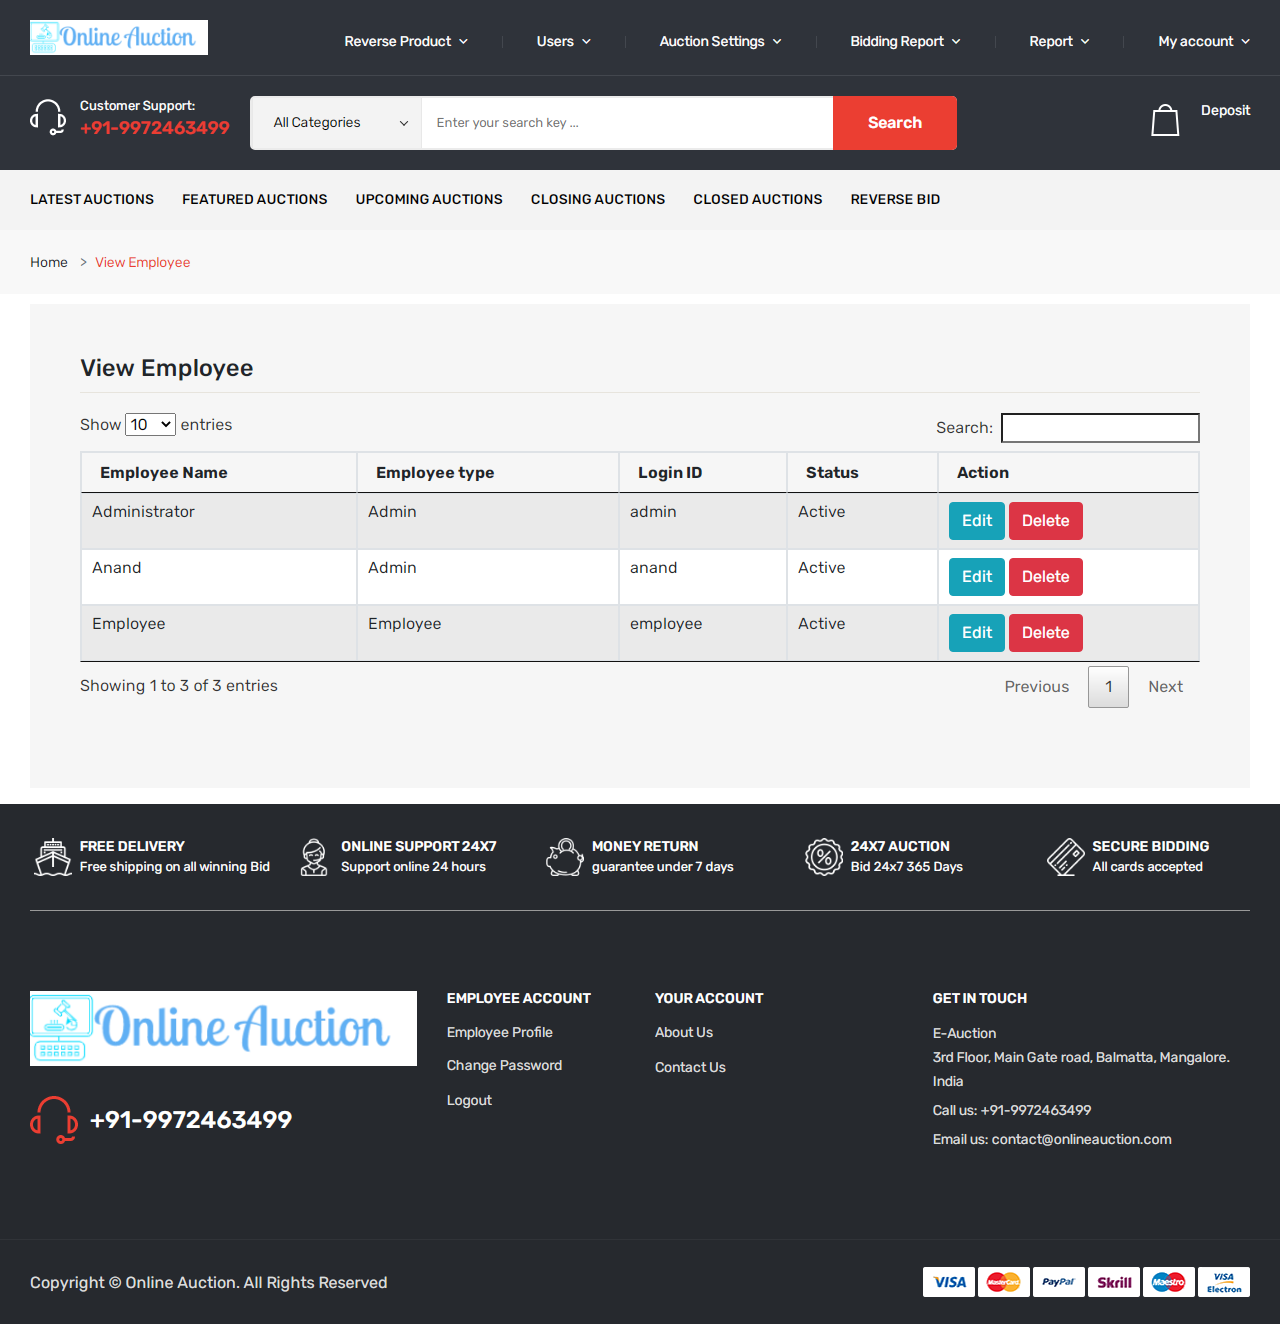 Online Auction
Reverse Product
Users
Auction Settings
Bidding Report
Report
My account
Customer Support:
+91-9972463499
All Categories
Enter your search key ...
Search
Deposit
LATEST AUCTIONS
FEATURED AUCTIONS
UPCOMING AUCTIONS
CLOSING AUCTIONS
CLOSED AUCTIONS
REVERSE BID
Home > View Employee
View Employee
Show 10 entries
Search:
Employee Name Employee type Login ID Status Action
Administrator Admin admin Active Edit Delete
Anand Admin anand Active Edit Delete
Employee Employee employee Active Edit Delete
Showing 1 to 3 of 3 entries
Previous 1 Next
FREE DELIVERY
Free shipping on all winning Bid
ONLINE SUPPORT 24X7
Support online 24 hours
MONEY RETURN
guarantee under 7 days
24X7 AUCTION
Bid 24x7 365 Days
SECURE BIDDING
All cards accepted
Online Auction
+91-9972463499
EMPLOYEE ACCOUNT
Employee Profile
Change Password
Logout
YOUR ACCOUNT
About Us
Contact Us
GET IN TOUCH
E-Auction
3rd Floor, Main Gate road, Balmatta, Mangalore.
India
Call us: +91-9972463499
Email us: contact@onlineauction.com
Copyright © Online Auction. All Rights Reserved
VISA
MasterCard
PayPal
Skrill
Maestro
VISA
Electron